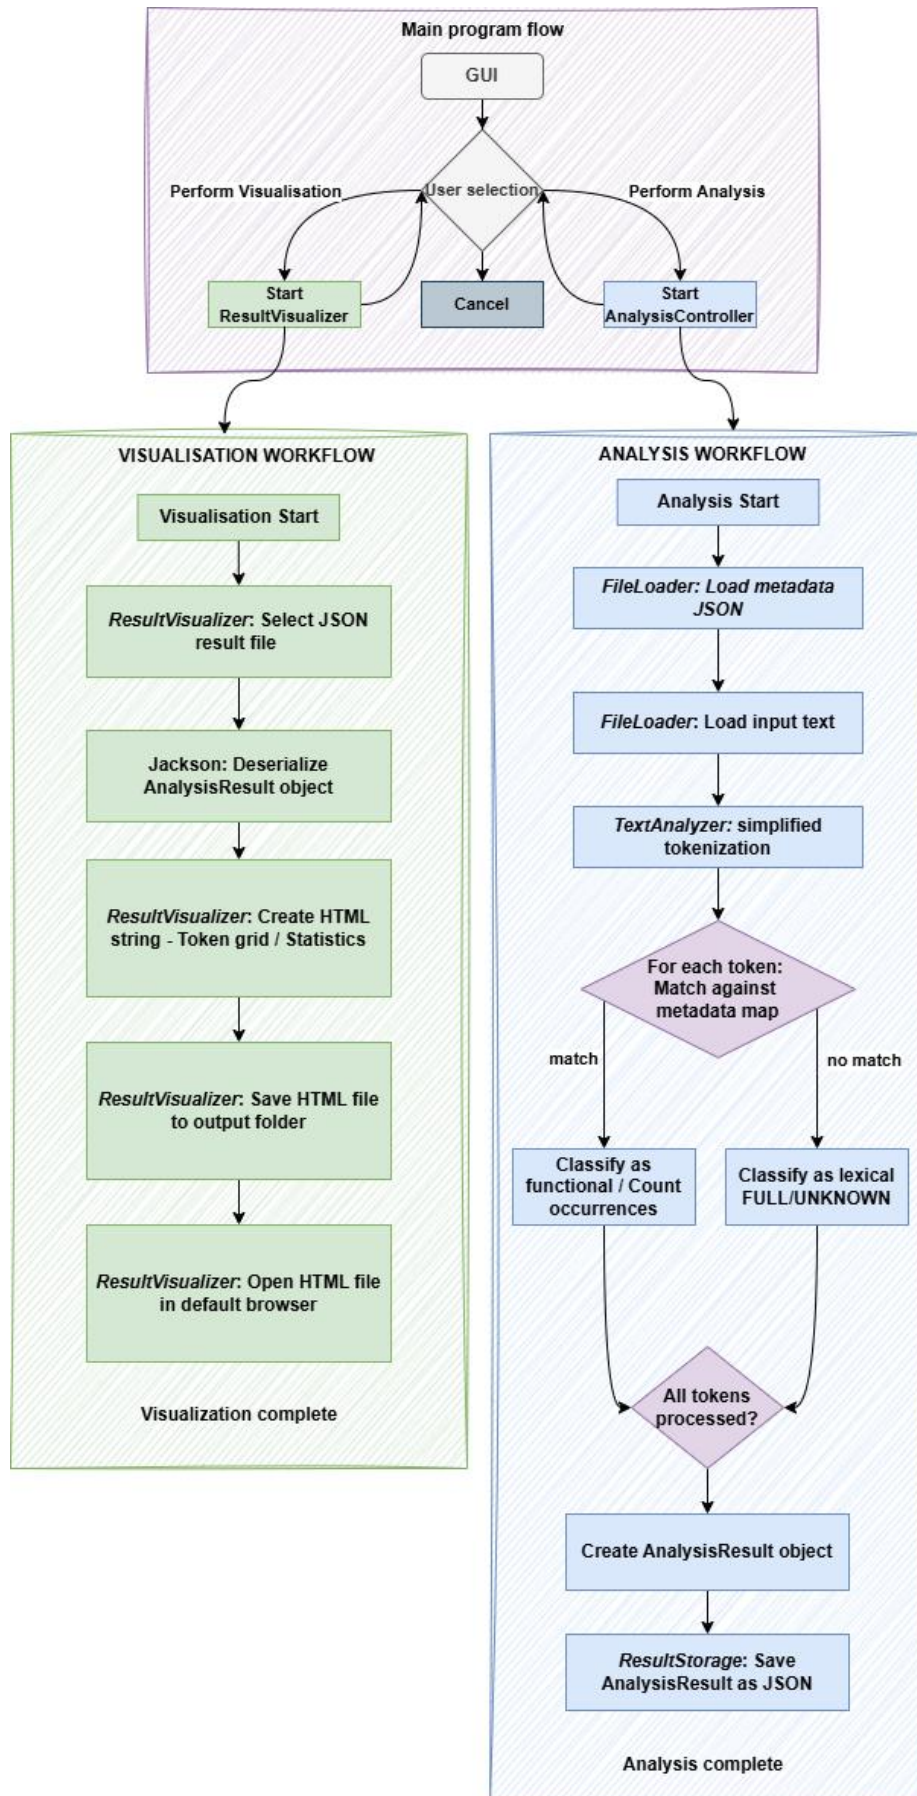 Main program flow
GUI
User selection
Perform Visualisation
Perform Analysis
Start
ResultVisualizer
Cancel
Start
AnalysisController
VISUALISATION WORKFLOW
Visualisation Start
ResultVisualizer: Select JSON
result file
Jackson: Deserialize
AnalysisResult object
ResultVisualizer: Create HTML
string - Token grid / Statistics
ResultVisualizer: Save HTML file
to output folder
ResultVisualizer: Open HTML file
in default browser
Visualization complete
ANALYSIS WORKFLOW
Analysis Start
FileLoader: Load metadata
JSON
FileLoader: Load input text
TextAnalyzer: simplified
tokenization
For each token:
Match against
metadata map
match
no match
Classify as
functional / Count
occurrences
Classify as lexical
FULL/UNKNOWN
All tokens
processed?
Create AnalysisResult object
ResultStorage: Save
AnalysisResult as JSON
Analysis complete